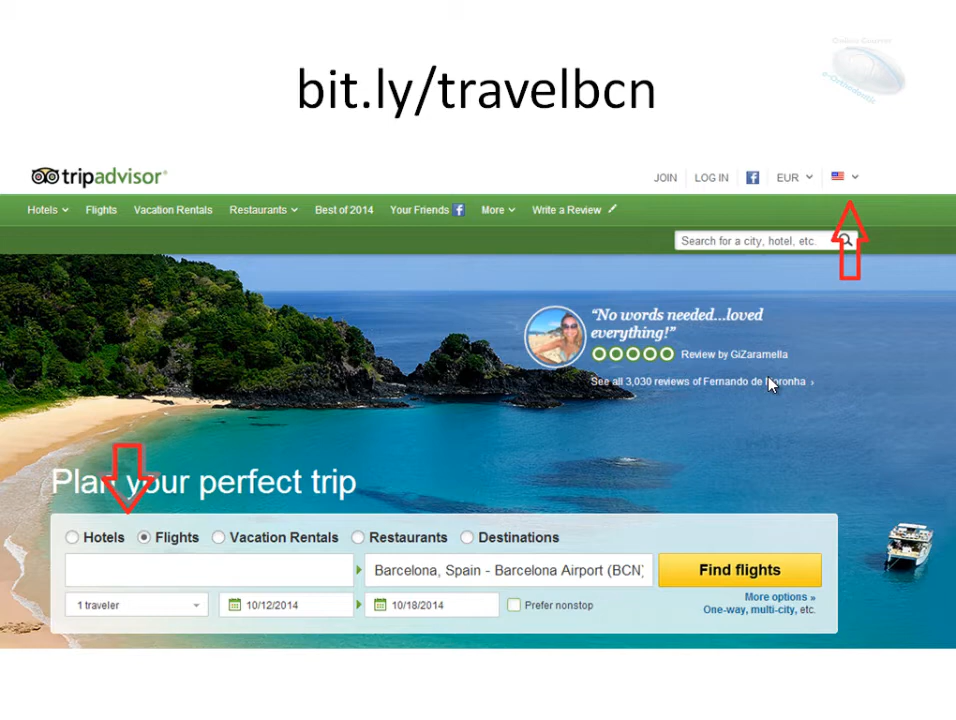 bit.ly/travelbcn
tripadvisor®
JOIN LOG IN f EUR
Hotels Flights Vacation Rentals Restaurants Best of 2014 Your Friends f More Write a Review
Search for a city, hotel, etc.
“No words needed...loved
everything!”
Review by GiZaramella
See all 3,030 reviews of Fernando de Noronha ›
Plan your perfect trip
Hotels Flights Vacation Rentals Restaurants Destinations
Barcelona, Spain - Barcelona Airport (BCN) Find flights
1 traveler 10/12/2014 10/18/2014 Prefer nonstop
More options »
One-way, multi-city, etc.